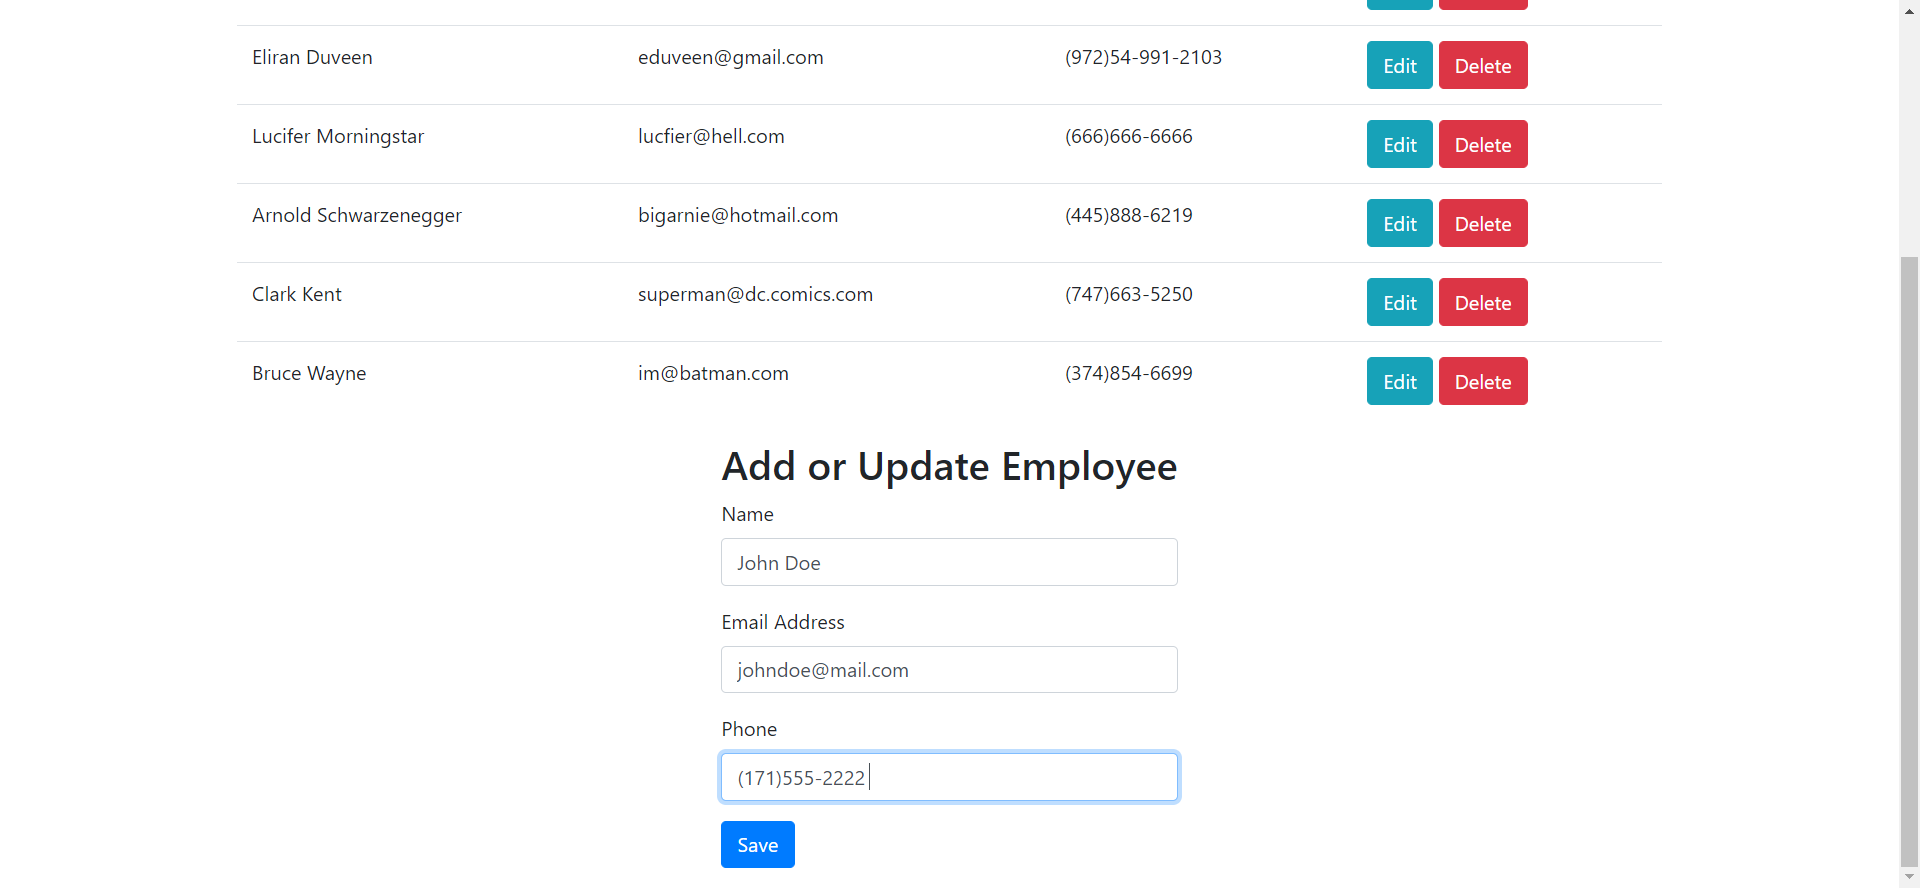 Eliran Duveen eduveen@gmail.com (972)54-991-2103 Edit Delete
Lucifer Morningstar lucfier@hell.com (666)666-6666 Edit Delete
Arnold Schwarzenegger bigarnie@hotmail.com (445)888-6219 Edit Delete
Clark Kent superman@dc.comics.com (747)663-5250 Edit Delete
Bruce Wayne im@batman.com (374)854-6699 Edit Delete
Add or Update Employee
Name
John Doe
Email Address
johndoe@mail.com
Phone
(171)555-2222
Save